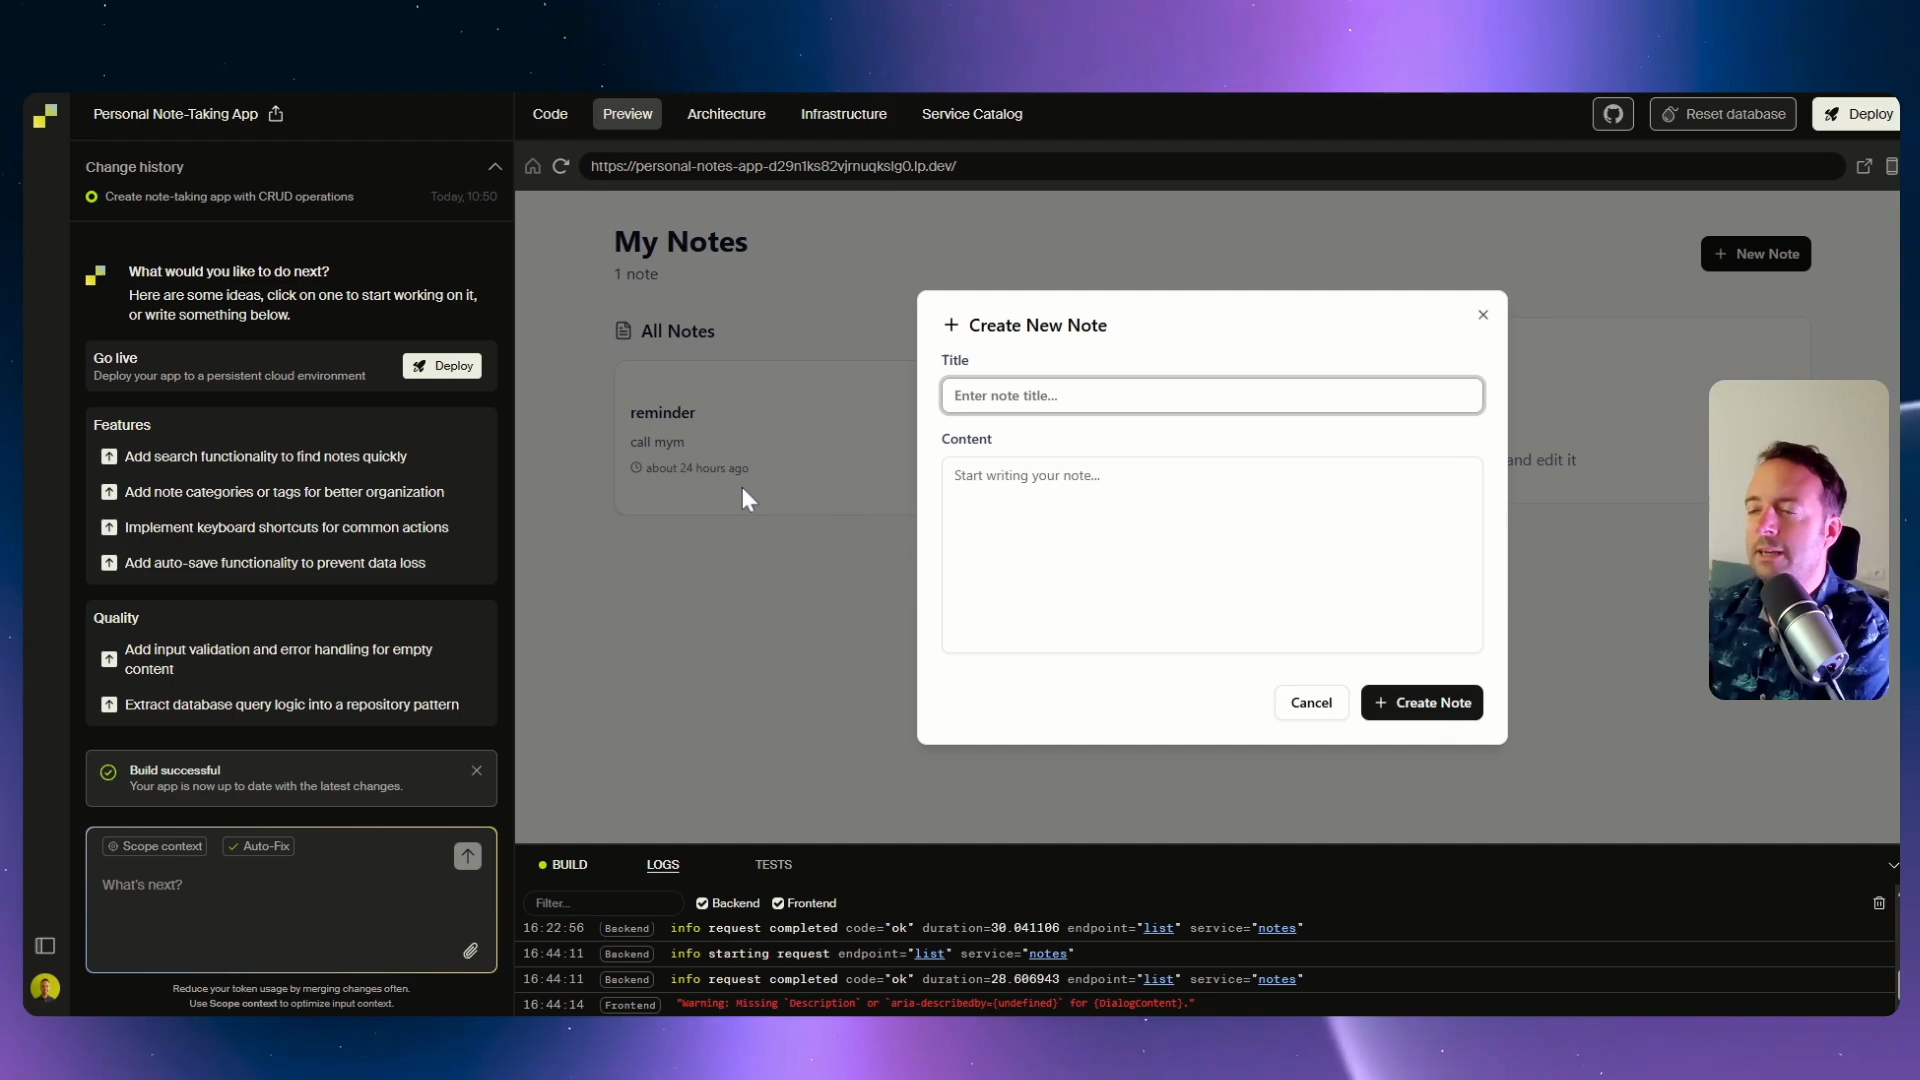 Personal Note-Taking App
Code
Preview
Architecture
Infrastructure
Service Catalog
Reset database
Deploy
Change history
Create note-taking app with CRUD operations
Today, 10:50
https://personal-notes-app-d29n1ks82vjrnuqkslg0.lp.dev/
What would you like to do next?
Here are some ideas, click on one to start working on it,
or write something below.
Go live
Deploy your app to a persistent cloud environment
Deploy
Features
Add search functionality to find notes quickly
Add note categories or tags for better organization
Implement keyboard shortcuts for common actions
Add auto-save functionality to prevent data loss
Quality
Add input validation and error handling for empty
content
Extract database query logic into a repository pattern
Build successful
Your app is now up to date with the latest changes.
Scope context
Auto-Fix
What's next?
Reduce your token usage by merging changes often.
Use Scope context to optimize input context.
My Notes
1 note
+ New Note
All Notes
reminder
call mym
about 24 hours ago
and edit it
+ Create New Note
Title
Enter note title...
Content
Start writing your note...
Cancel
+ Create Note
BUILD
LOGS
TESTS
Filter...
Backend
Frontend
16:22:56 Backend info request completed code="ok" duration=30.041106 endpoint="list" service="notes"
16:44:11 Backend info starting request endpoint="list" service="notes"
16:44:11 Backend info request completed code="ok" duration=28.606943 endpoint="list" service="notes"
16:44:14 Frontend "Warning: Missing `Description` or `aria-describedby={undefined}` for {DialogContent}."